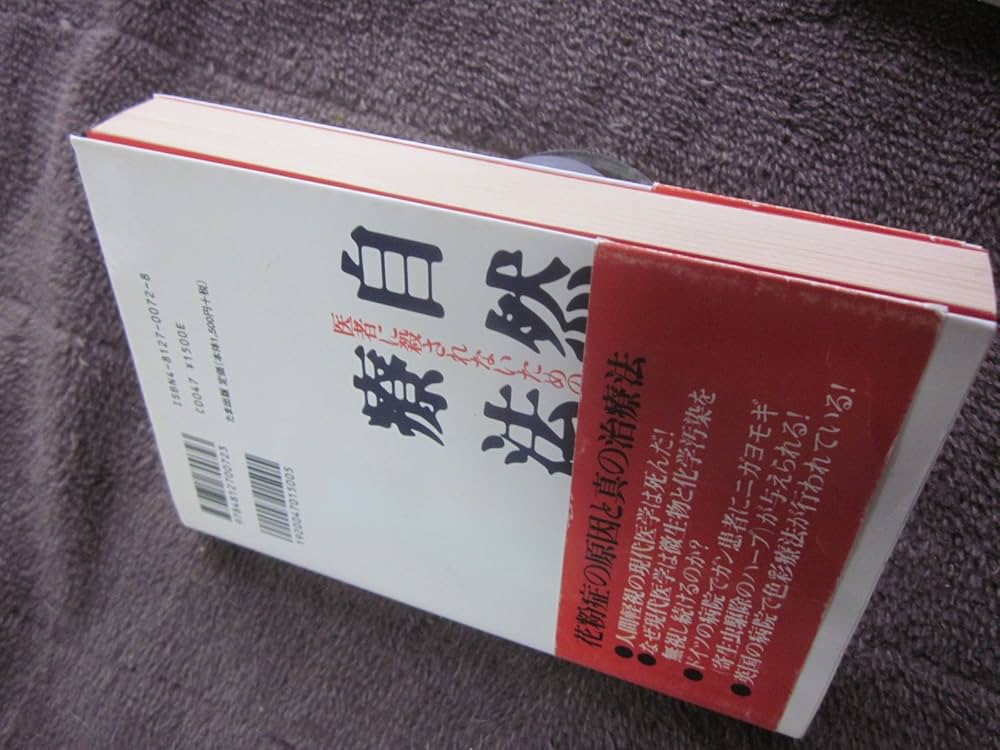 自然
療法
医者に殺されないための
ISBN4-8127-0072-8
C0047 ¥1500E
たま出版 定価(本体1,500円+税)
9784812700723
1920047015005
花粉症の原因と真の治療法
●人間軽視の現代医学は死んだ!
●なぜ現代医学は微生物と化学汚染を
無視し続けるのか?
●ドイツの病院でガン患者にニガヨモギ
(寄生虫駆除のハーブ)が与えられる!
●英国の病院で色彩療法が行われている!